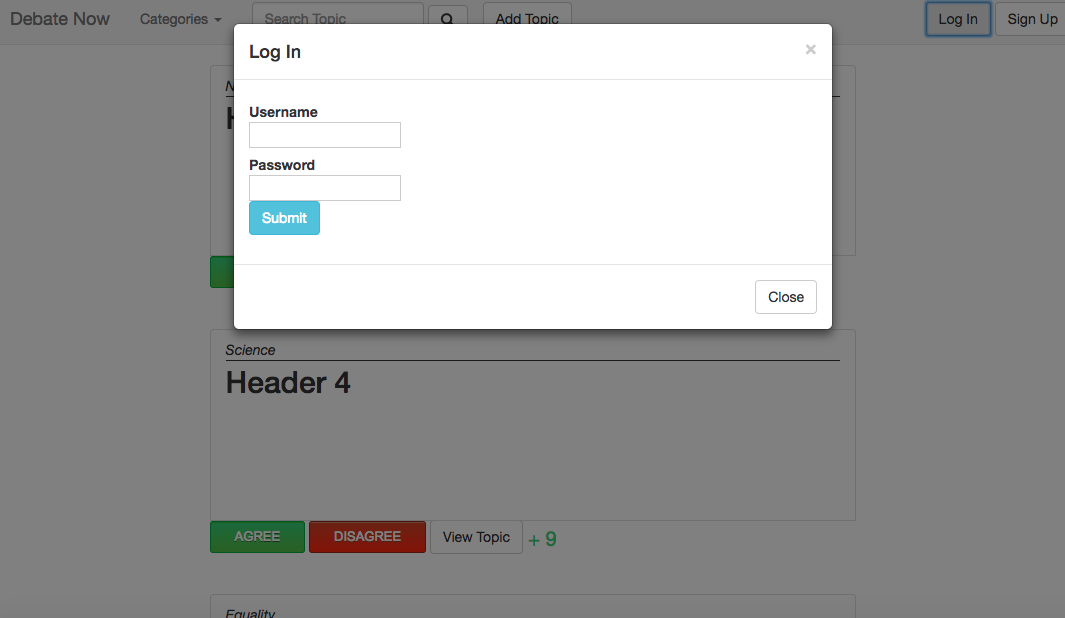 Debate Now Categories Search Topic Add Topic Log In Sign Up
Log In ×
Username
Password
Submit
Close
Science
Header 4
AGREE DISAGREE View Topic + 9
Equality